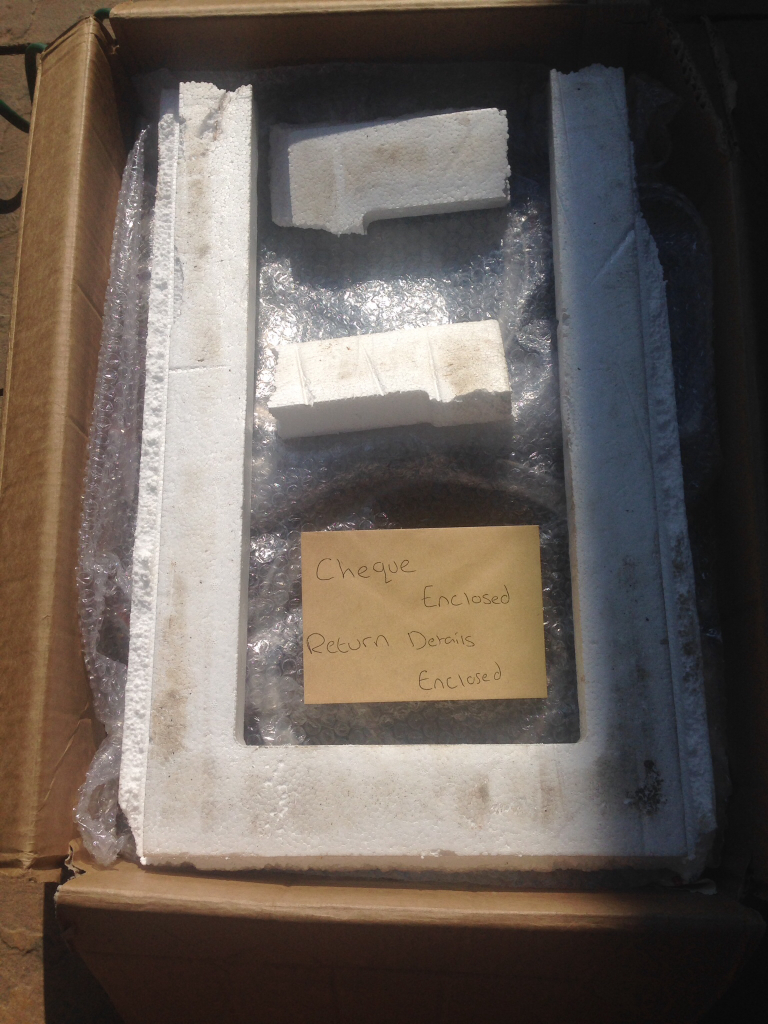 Cheque
Enclosed
Return Details
Enclosed